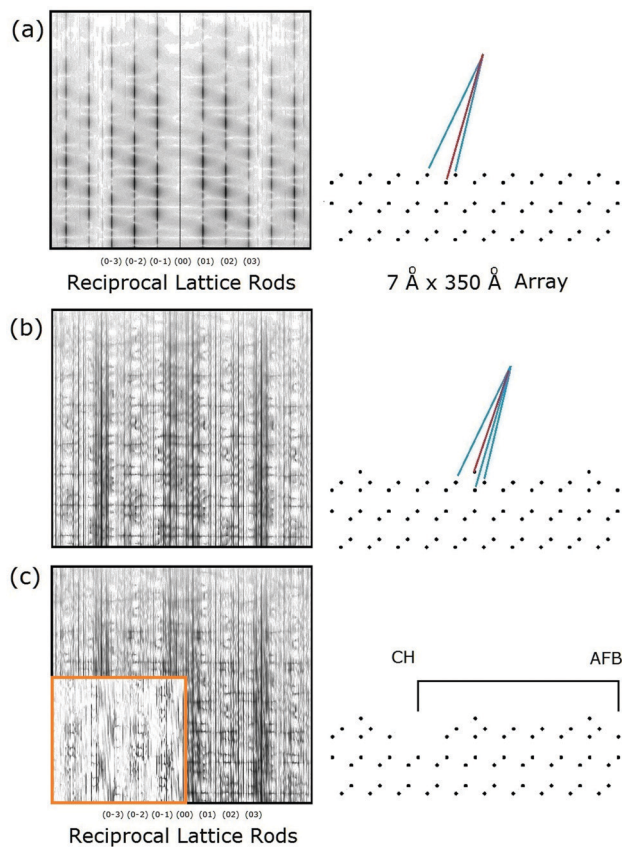 (a)
(0-3) (0-2) (0-1) (00) (01) (02) (03)
Reciprocal Lattice Rods
7 Å x 350 Å Array
(b)
(c)
CH AFB
(0-3) (0-2) (0-1) (00) (01) (02) (03)
Reciprocal Lattice Rods